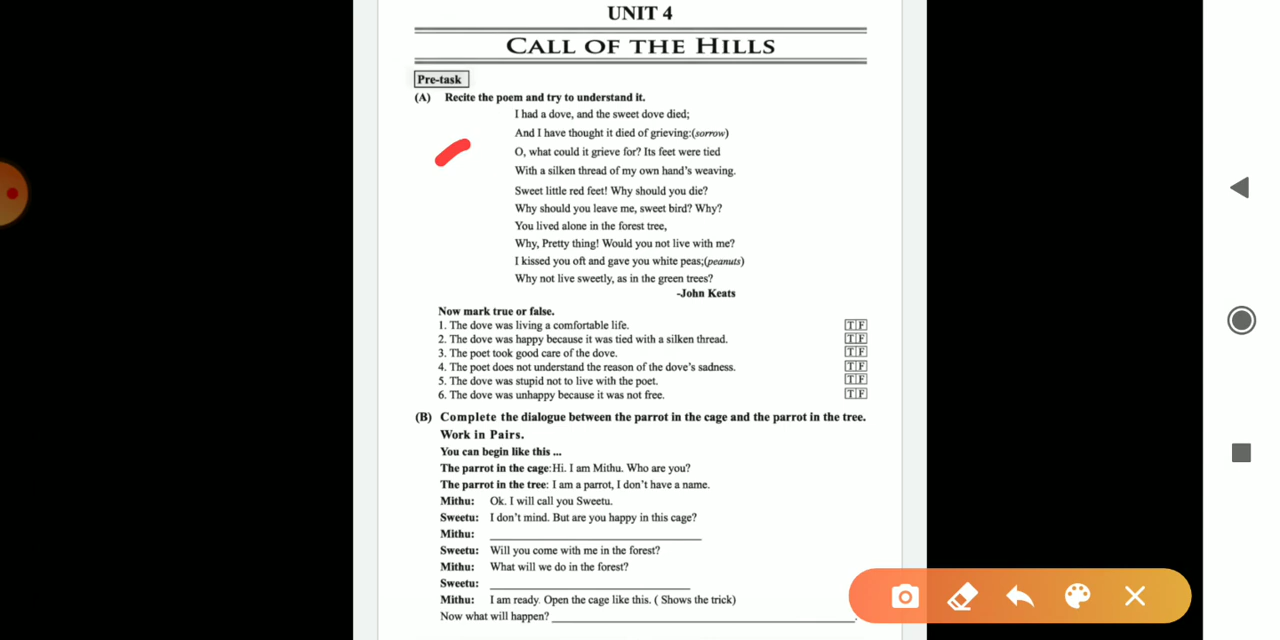 UNIT 4
CALL OF THE HILLS
Pre-task
(A) Recite the poem and try to understand it.
I had a dove, and the sweet dove died;
And I have thought it died of grieving:(sorrow)
O, what could it grieve for? Its feet were tied
With a silken thread of my own hand's weaving.
Sweet little red feet! Why should you die?
Why should you leave me, sweet bird? Why?
You lived alone in the forest tree,
Why, Pretty thing! Would you not live with me?
I kissed you oft and gave you white peas;(peanuts)
Why not live sweetly, as in the green trees?
-John Keats
Now mark true or false.
1. The dove was living a comfortable life. T F
2. The dove was happy because it was tied with a silken thread. T F
3. The poet took good care of the dove. T F
4. The poet does not understand the reason of the dove's sadness. T F
5. The dove was stupid not to live with the poet. T F
6. The dove was unhappy because it was not free. T F
(B) Complete the dialogue between the parrot in the cage and the parrot in the tree.
Work in Pairs.
You can begin like this ...
The parrot in the cage:Hi. I am Mithu. Who are you?
The parrot in the tree: I am a parrot, I don't have a name.
Mithu: Ok. I will call you Sweetu.
Sweetu: I don't mind. But are you happy in this cage?
Mithu: ____________________
Sweetu: Will you come with me in the forest?
Mithu: What will we do in the forest?
Sweetu: ____________________
Mithu: I am ready. Open the cage like this. ( Shows the trick)
Now what will happen? ____________________.